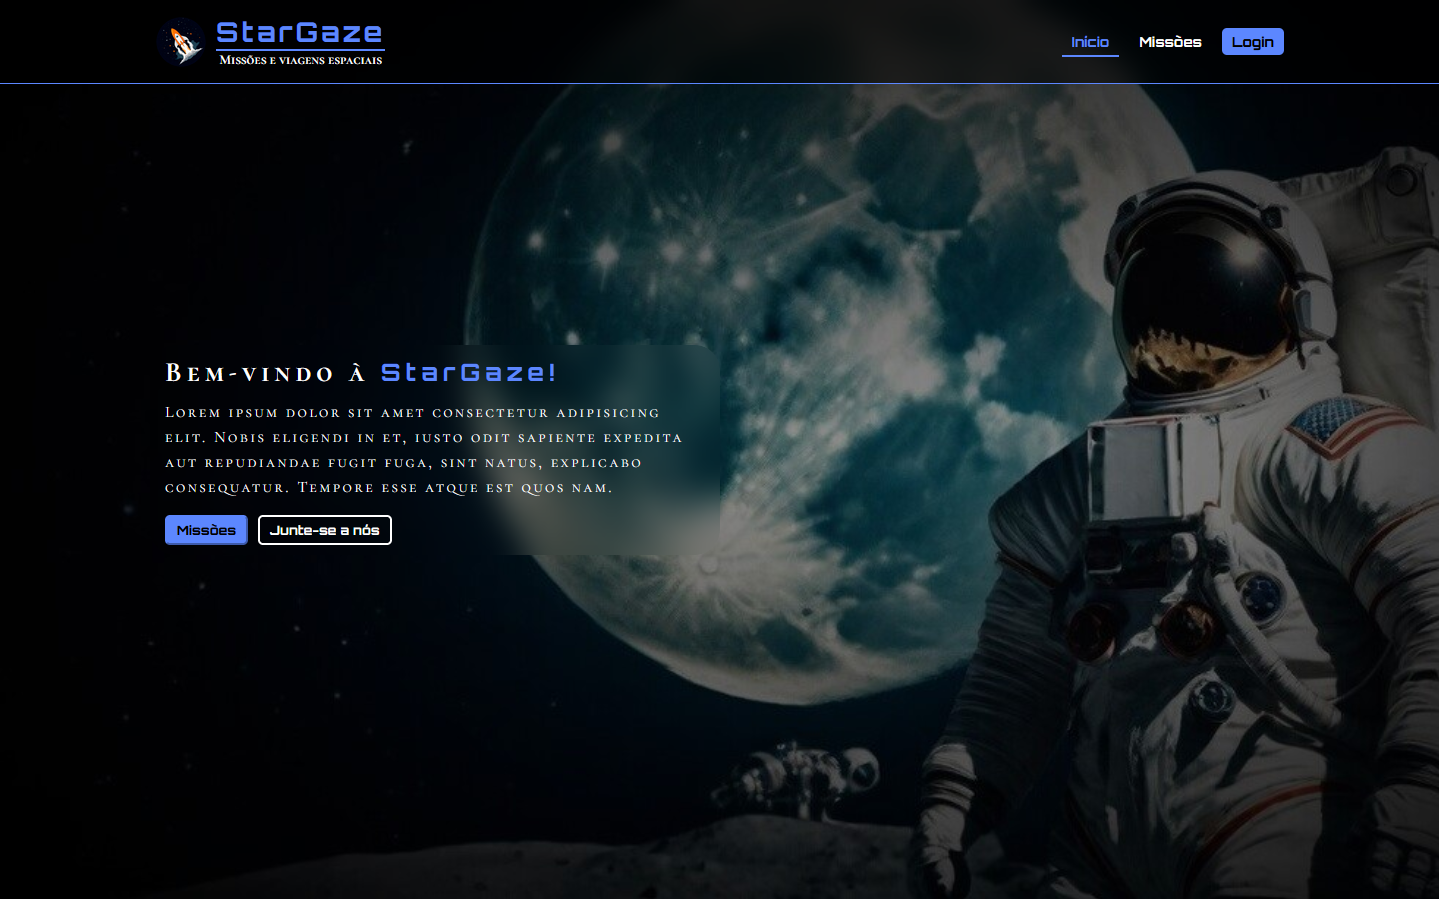 StarGaze
Missões e viagens espaciais
Início
Missões
Login
Bem-vindo à StarGaze!
Lorem ipsum dolor sit amet consectetur adipisicing
elit. Nobis eligendi in et, iusto odit sapiente expedita
aut repudiandae fugit fuga, sint natus, explicabo
consequatur. Tempore esse atque est quos nam.
Missões
Junte-se a nós